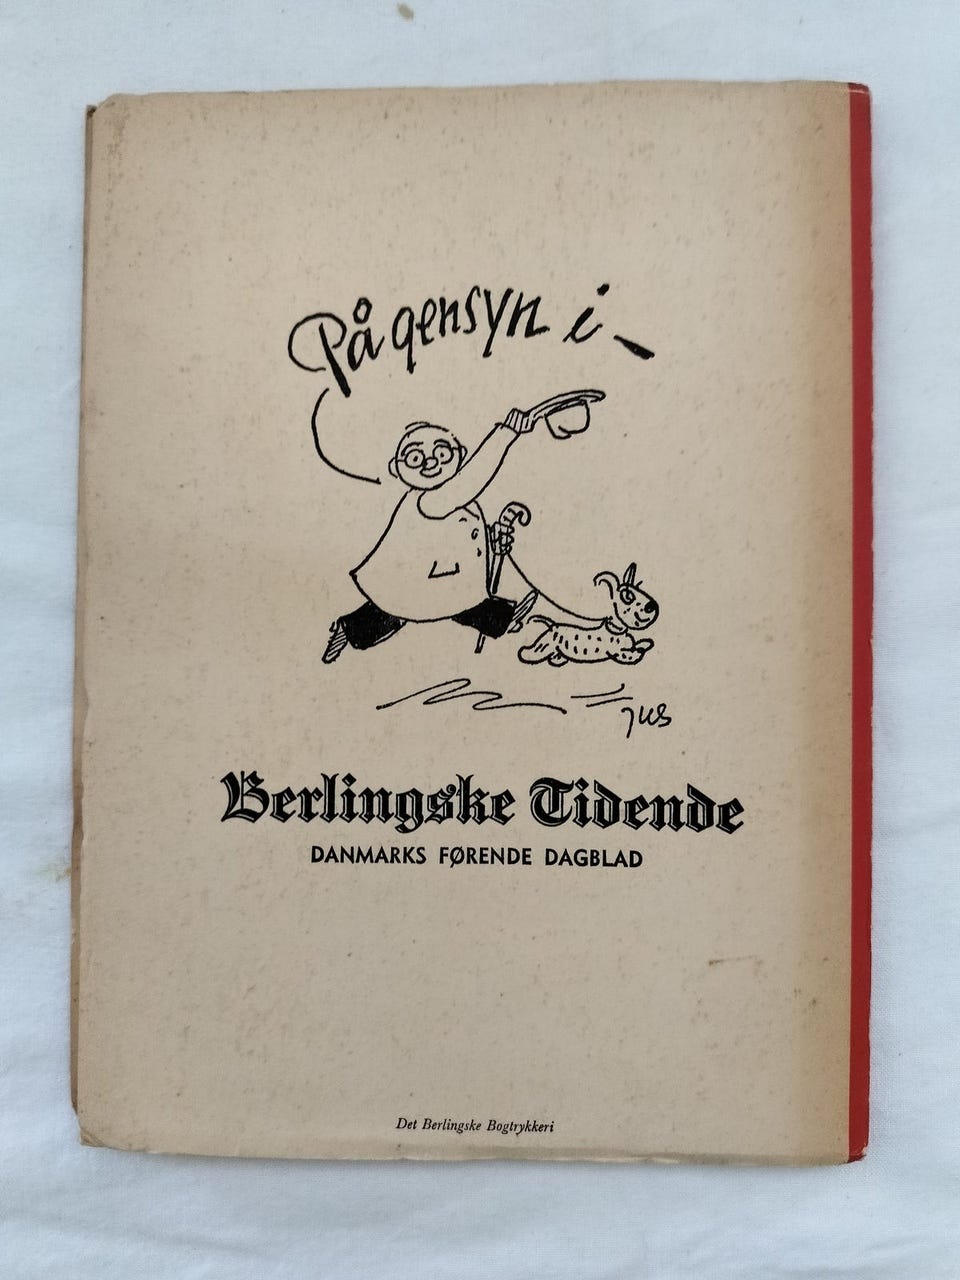 På gensyn i -
jus
Berlingske Tidende
DANMARKS FØRENDE DAGBLAD
Det Berlingske Bogtrykkeri